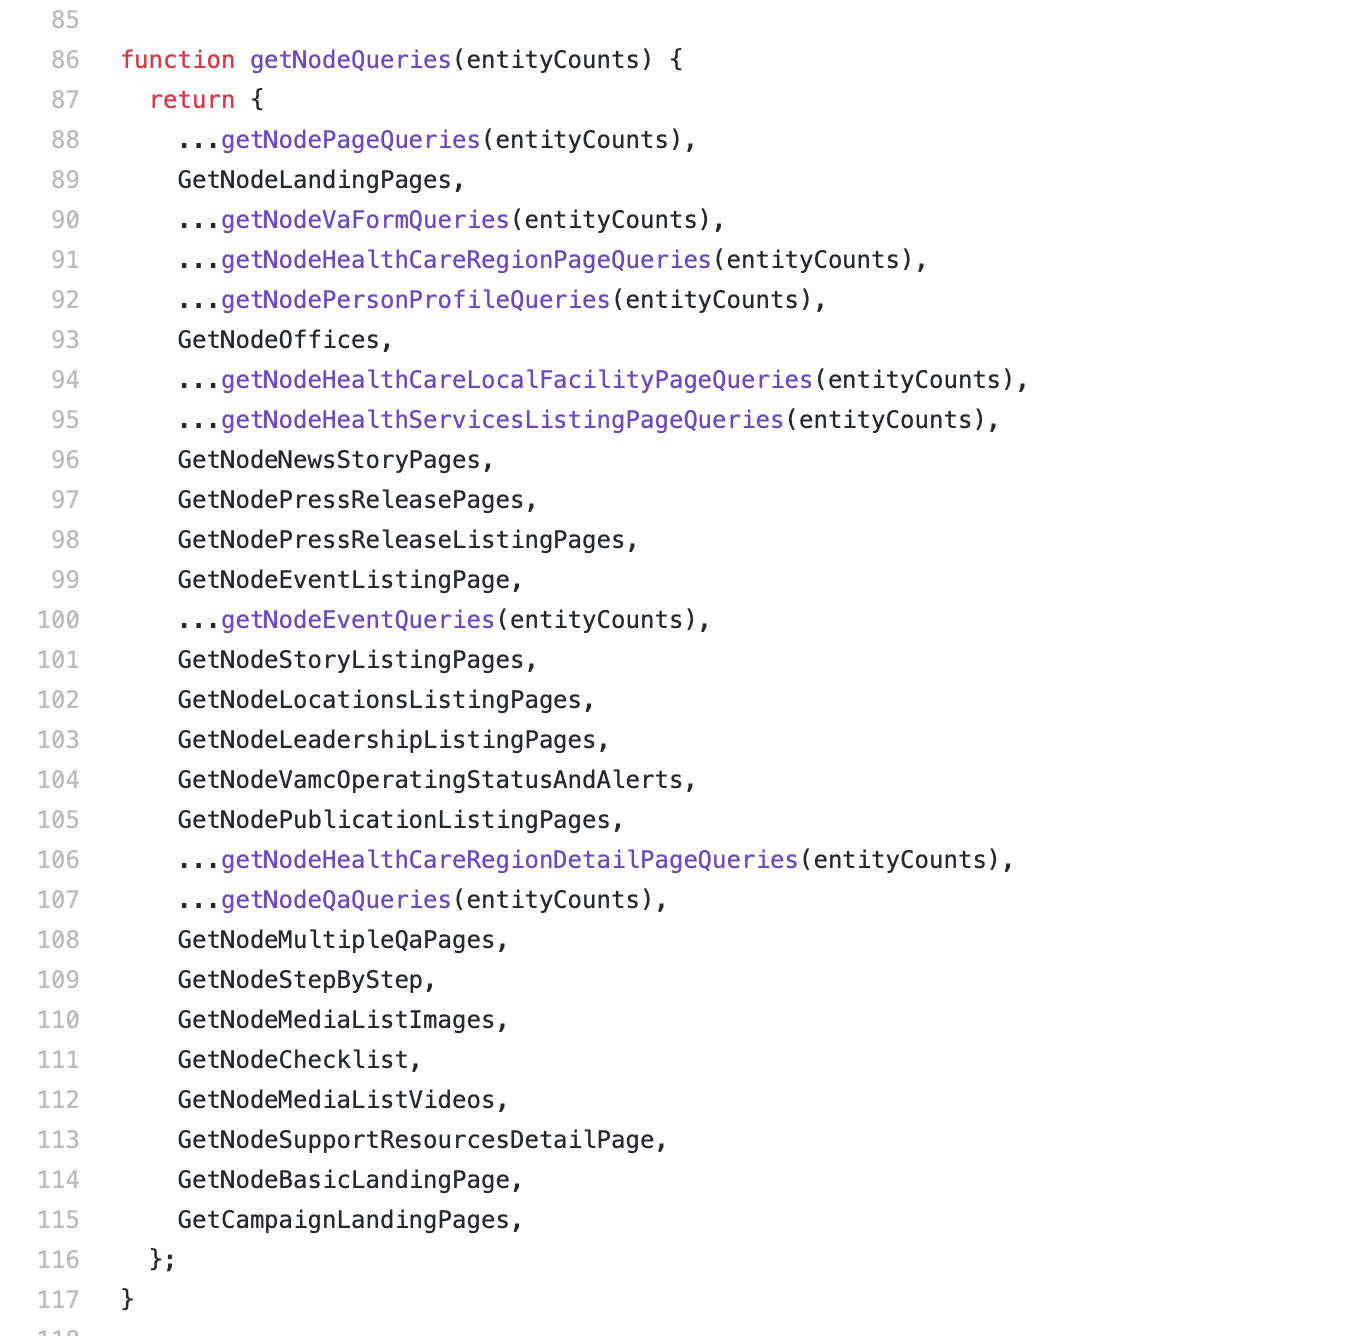 85
86 function getNodeQueries(entityCounts) {
87 return {
88 ...getNodePageQueries(entityCounts),
89 GetNodeLandingPages,
90 ...getNodeVaFormQueries(entityCounts),
91 ...getNodeHealthCareRegionPageQueries(entityCounts),
92 ...getNodePersonProfileQueries(entityCounts),
93 GetNodeOffices,
94 ...getNodeHealthCareLocalFacilityPageQueries(entityCounts),
95 ...getNodeHealthServicesListingPageQueries(entityCounts),
96 GetNodeNewsStoryPages,
97 GetNodePressReleasePages,
98 GetNodePressReleaseListingPages,
99 GetNodeEventListingPage,
100 ...getNodeEventQueries(entityCounts),
101 GetNodeStoryListingPages,
102 GetNodeLocationsListingPages,
103 GetNodeLeadershipListingPages,
104 GetNodeVamcOperatingStatusAndAlerts,
105 GetNodePublicationListingPages,
106 ...getNodeHealthCareRegionDetailPageQueries(entityCounts),
107 ...getNodeQaQueries(entityCounts),
108 GetNodeMultipleQaPages,
109 GetNodeStepByStep,
110 GetNodeMediaListImages,
111 GetNodeChecklist,
112 GetNodeMediaListVideos,
113 GetNodeSupportResourcesDetailPage,
114 GetNodeBasicLandingPage,
115 GetCampaignLandingPages,
116 };
117 }
118